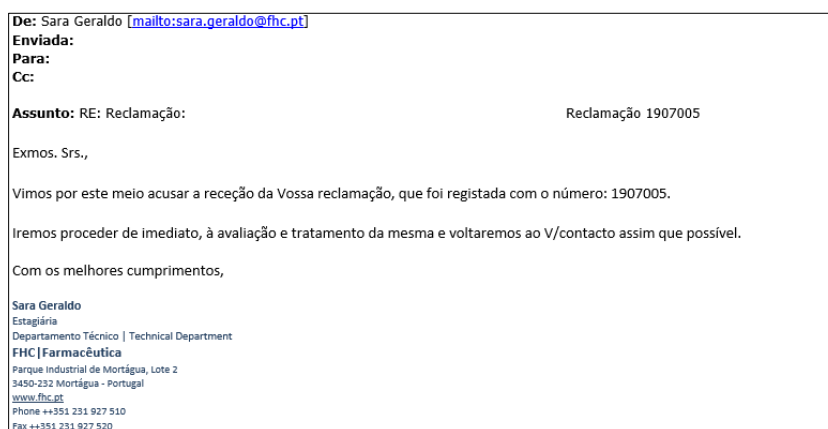 De: Sara Geraldo [mailto:sara.geraldo@fhc.pt]
Enviada:
Para:
Cc:
Assunto: RE: Reclamação: Reclamação 1907005
Exmos. Srs.,
Vimos por este meio acusar a receção da Vossa reclamação, que foi registada com o número: 1907005.
Iremos proceder de imediato, à avaliação e tratamento da mesma e voltaremos ao V/contacto assim que possível.
Com os melhores cumprimentos,
Sara Geraldo
Estagiária
Departamento Técnico | Technical Department
FHC|Farmacêutica
Parque Industrial de Mortágua, Lote 2
3450-232 Mortágua - Portugal
www.fhc.pt
Phone ++351 231 927 510
Fax ++351 231 927 520